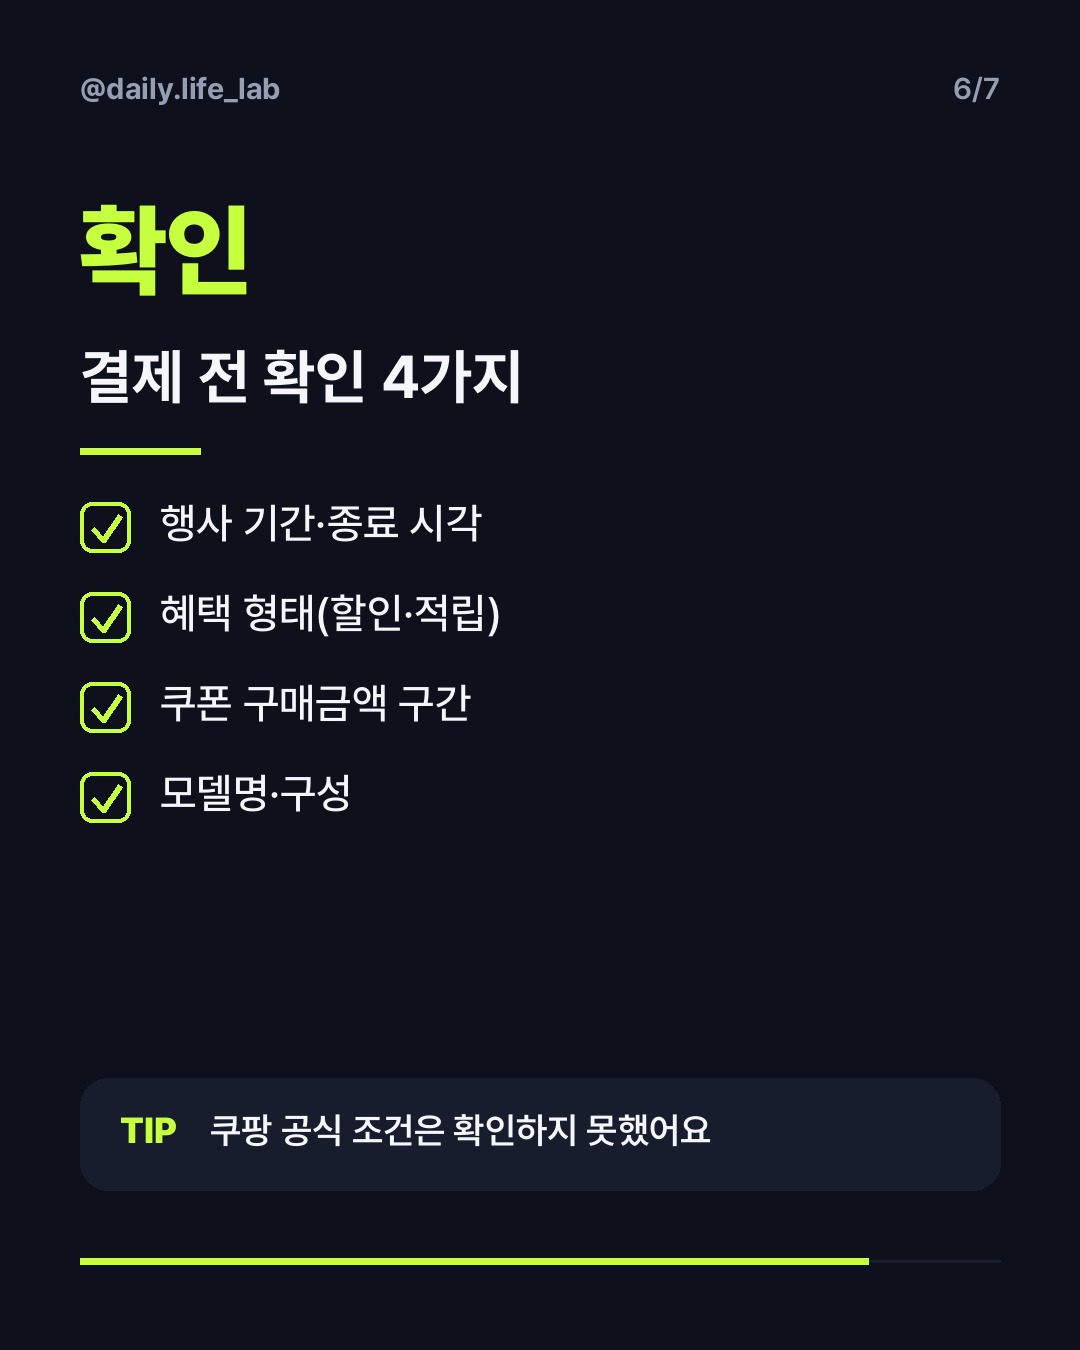 @daily.life_lab
6/7
확인
결제 전 확인 4가지
행사 기간·종료 시각
혜택 형태(할인·적립)
쿠폰 구매금액 구간
모델명·구성
TIP 쿠팡 공식 조건은 확인하지 못했어요